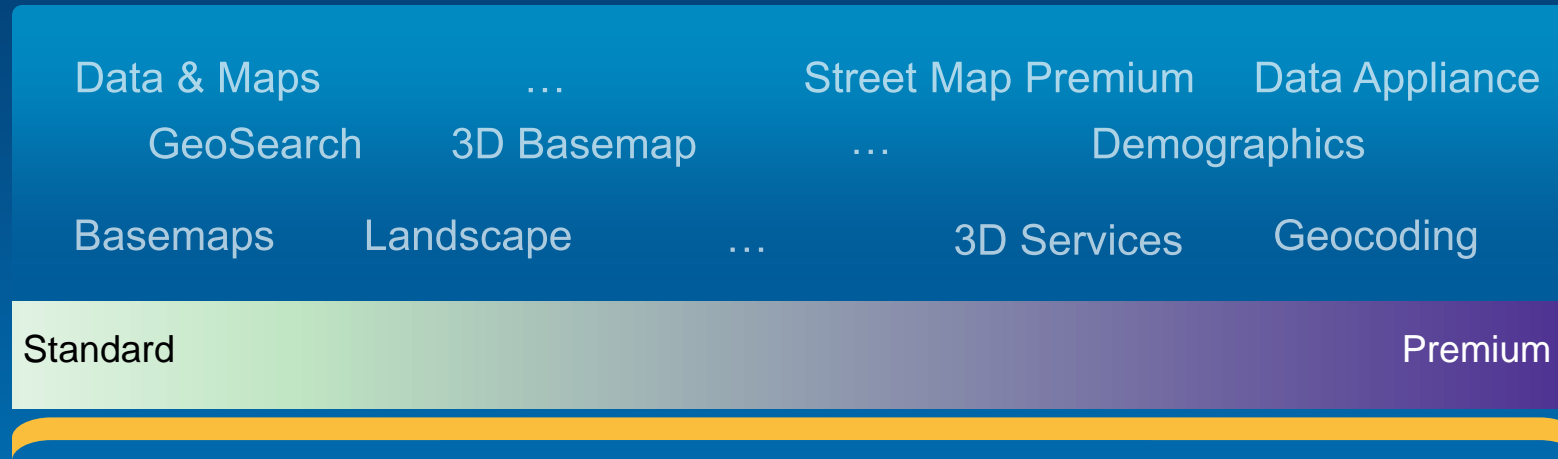 Data & Maps … Street Map Premium Data Appliance
GeoSearch 3D Basemap … Demographics
Basemaps Landscape … 3D Services Geocoding
Standard Premium